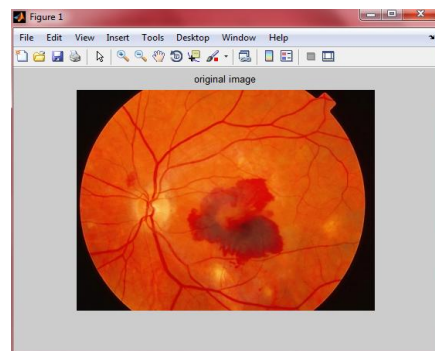 Figure 1
File Edit View Insert Tools Desktop Window Help
original image